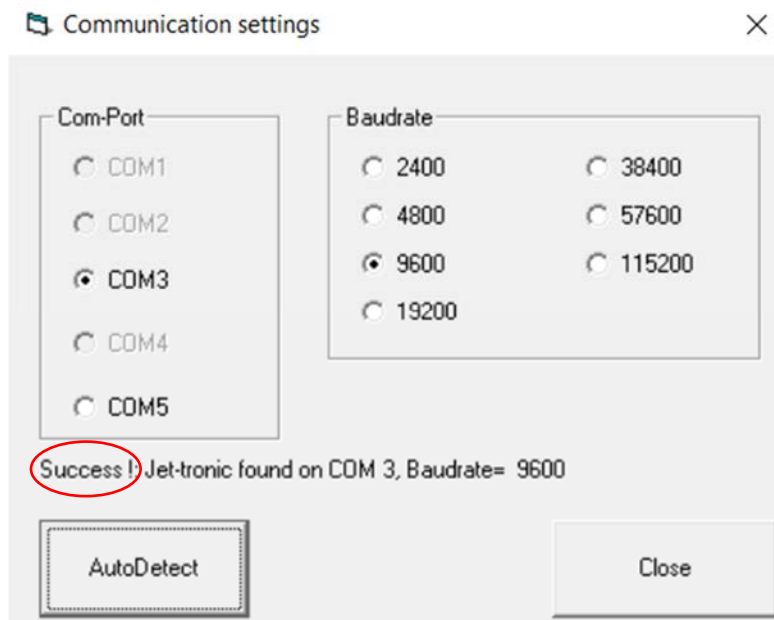 Communication settings
Com-Port
COM1
COM2
COM3
COM4
COM5
Baudrate
2400
4800
9600
19200
38400
57600
115200
Success !; Jet-tronic found on COM 3, Baudrate= 9600
AutoDetect
Close